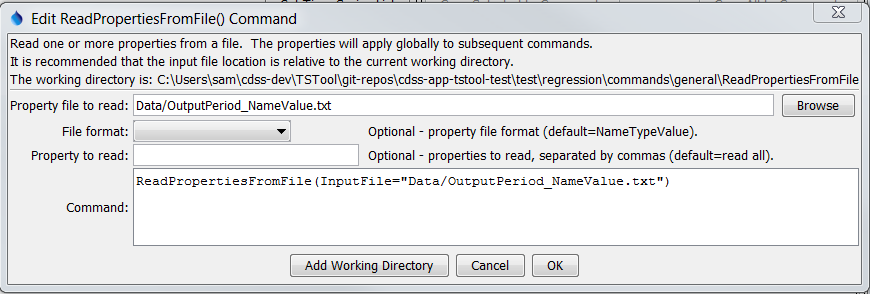 Edit ReadPropertiesFromFile() Command
Read one or more properties from a file.  The properties will apply globally to subsequent commands.
It is recommended that the input file location is relative to the current working directory.
The working directory is: C:\Users\sam\cdss-dev\TSTool\git-repos\cdss-app-tstool-test\test\regression\commands\general\ReadPropertiesFromFile
Property file to read: Data/OutputPeriod_NameValue.txt Browse
File format: Optional - property file format (default=NameTypeValue).
Property to read: Optional - properties to read, separated by commas (default=read all).
ReadPropertiesFromFile(InputFile="Data/OutputPeriod_NameValue.txt")
Command:
Add Working Directory Cancel OK